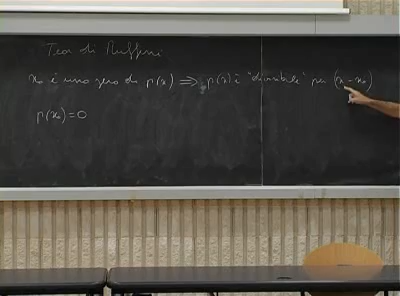 Teor di Ruffini
x₀ è uno zero di p(x) ⇒ p(x) è "divisibile" per (x - x₀)
p(x₀)=0